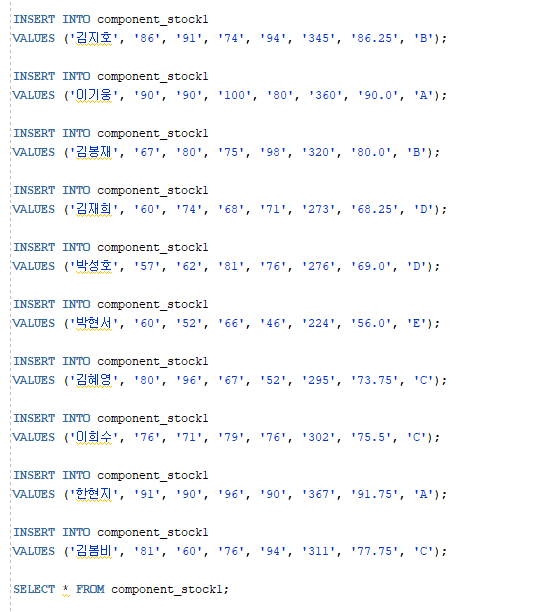 INSERT INTO component_stock1
VALUES ('김지호', '86', '91', '74', '94', '345', '86.25', 'B');
INSERT INTO component_stock1
VALUES ('이기웅', '90', '90', '100', '80', '360', '90.0', 'A');
INSERT INTO component_stock1
VALUES ('김봉재', '67', '80', '75', '98', '320', '80.0', 'B');
INSERT INTO component_stock1
VALUES ('김재희', '60', '74', '68', '71', '273', '68.25', 'D');
INSERT INTO component_stock1
VALUES ('박성호', '57', '62', '81', '76', '276', '69.0', 'D');
INSERT INTO component_stock1
VALUES ('박현서', '60', '52', '66', '46', '224', '56.0', 'E');
INSERT INTO component_stock1
VALUES ('김혜영', '80', '96', '67', '52', '295', '73.75', 'C');
INSERT INTO component_stock1
VALUES ('이희수', '76', '71', '79', '76', '302', '75.5', 'C');
INSERT INTO component_stock1
VALUES ('한현지', '91', '90', '96', '90', '367', '91.75', 'A');
INSERT INTO component_stock1
VALUES ('김봄비', '81', '60', '76', '94', '311', '77.75', 'C');
SELECT * FROM component_stock1;